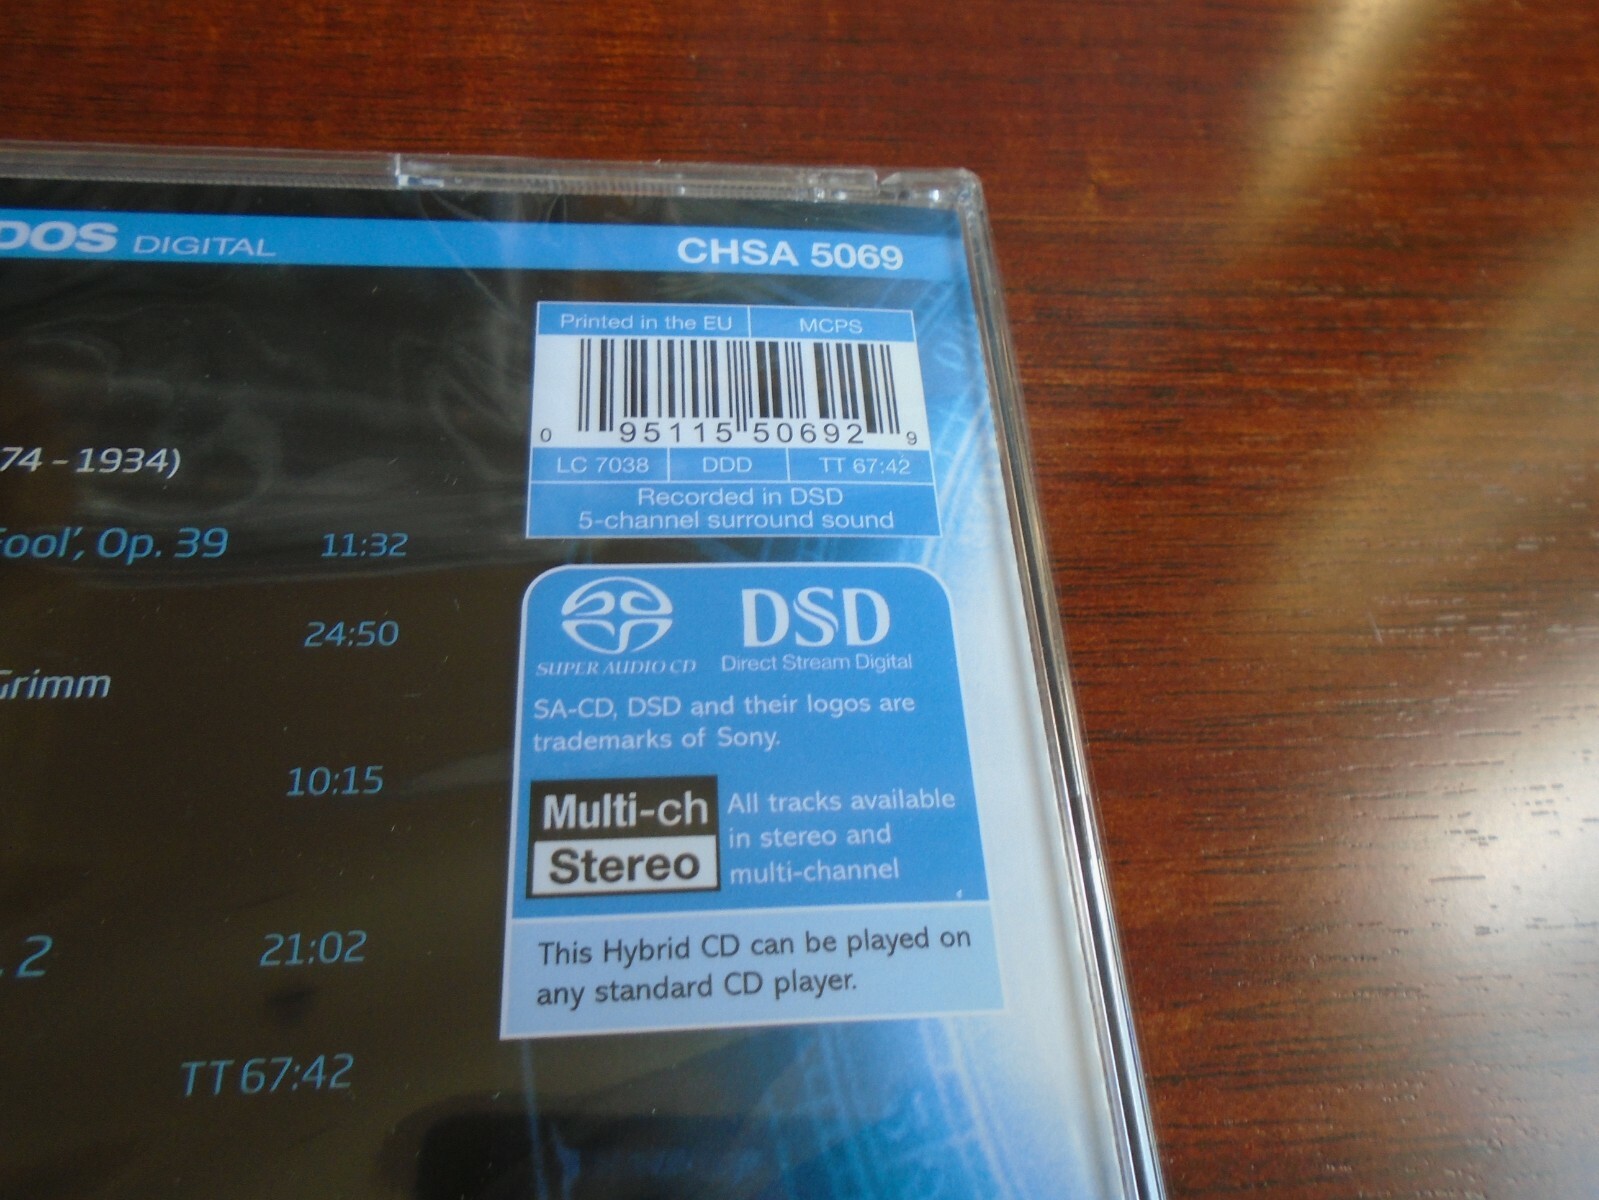 DOS DIGITAL
CHSA 5069
Printed in the EU
MCPS
0 95115 50692 9
LC 7038
DDD
TT 67:42
Recorded in DSD
5-channel surround sound
74 – 1934)
Fool’, Op. 39 11:32
24:50
Grimm
10:15
. 2 21:02
TT 67:42
SUPER AUDIO CD
DSD
Direct Stream Digital
SA-CD, DSD and their logos are
trademarks of Sony.
Multi-ch
Stereo
All tracks available
in stereo and
multi-channel
This Hybrid CD can be played on
any standard CD player.